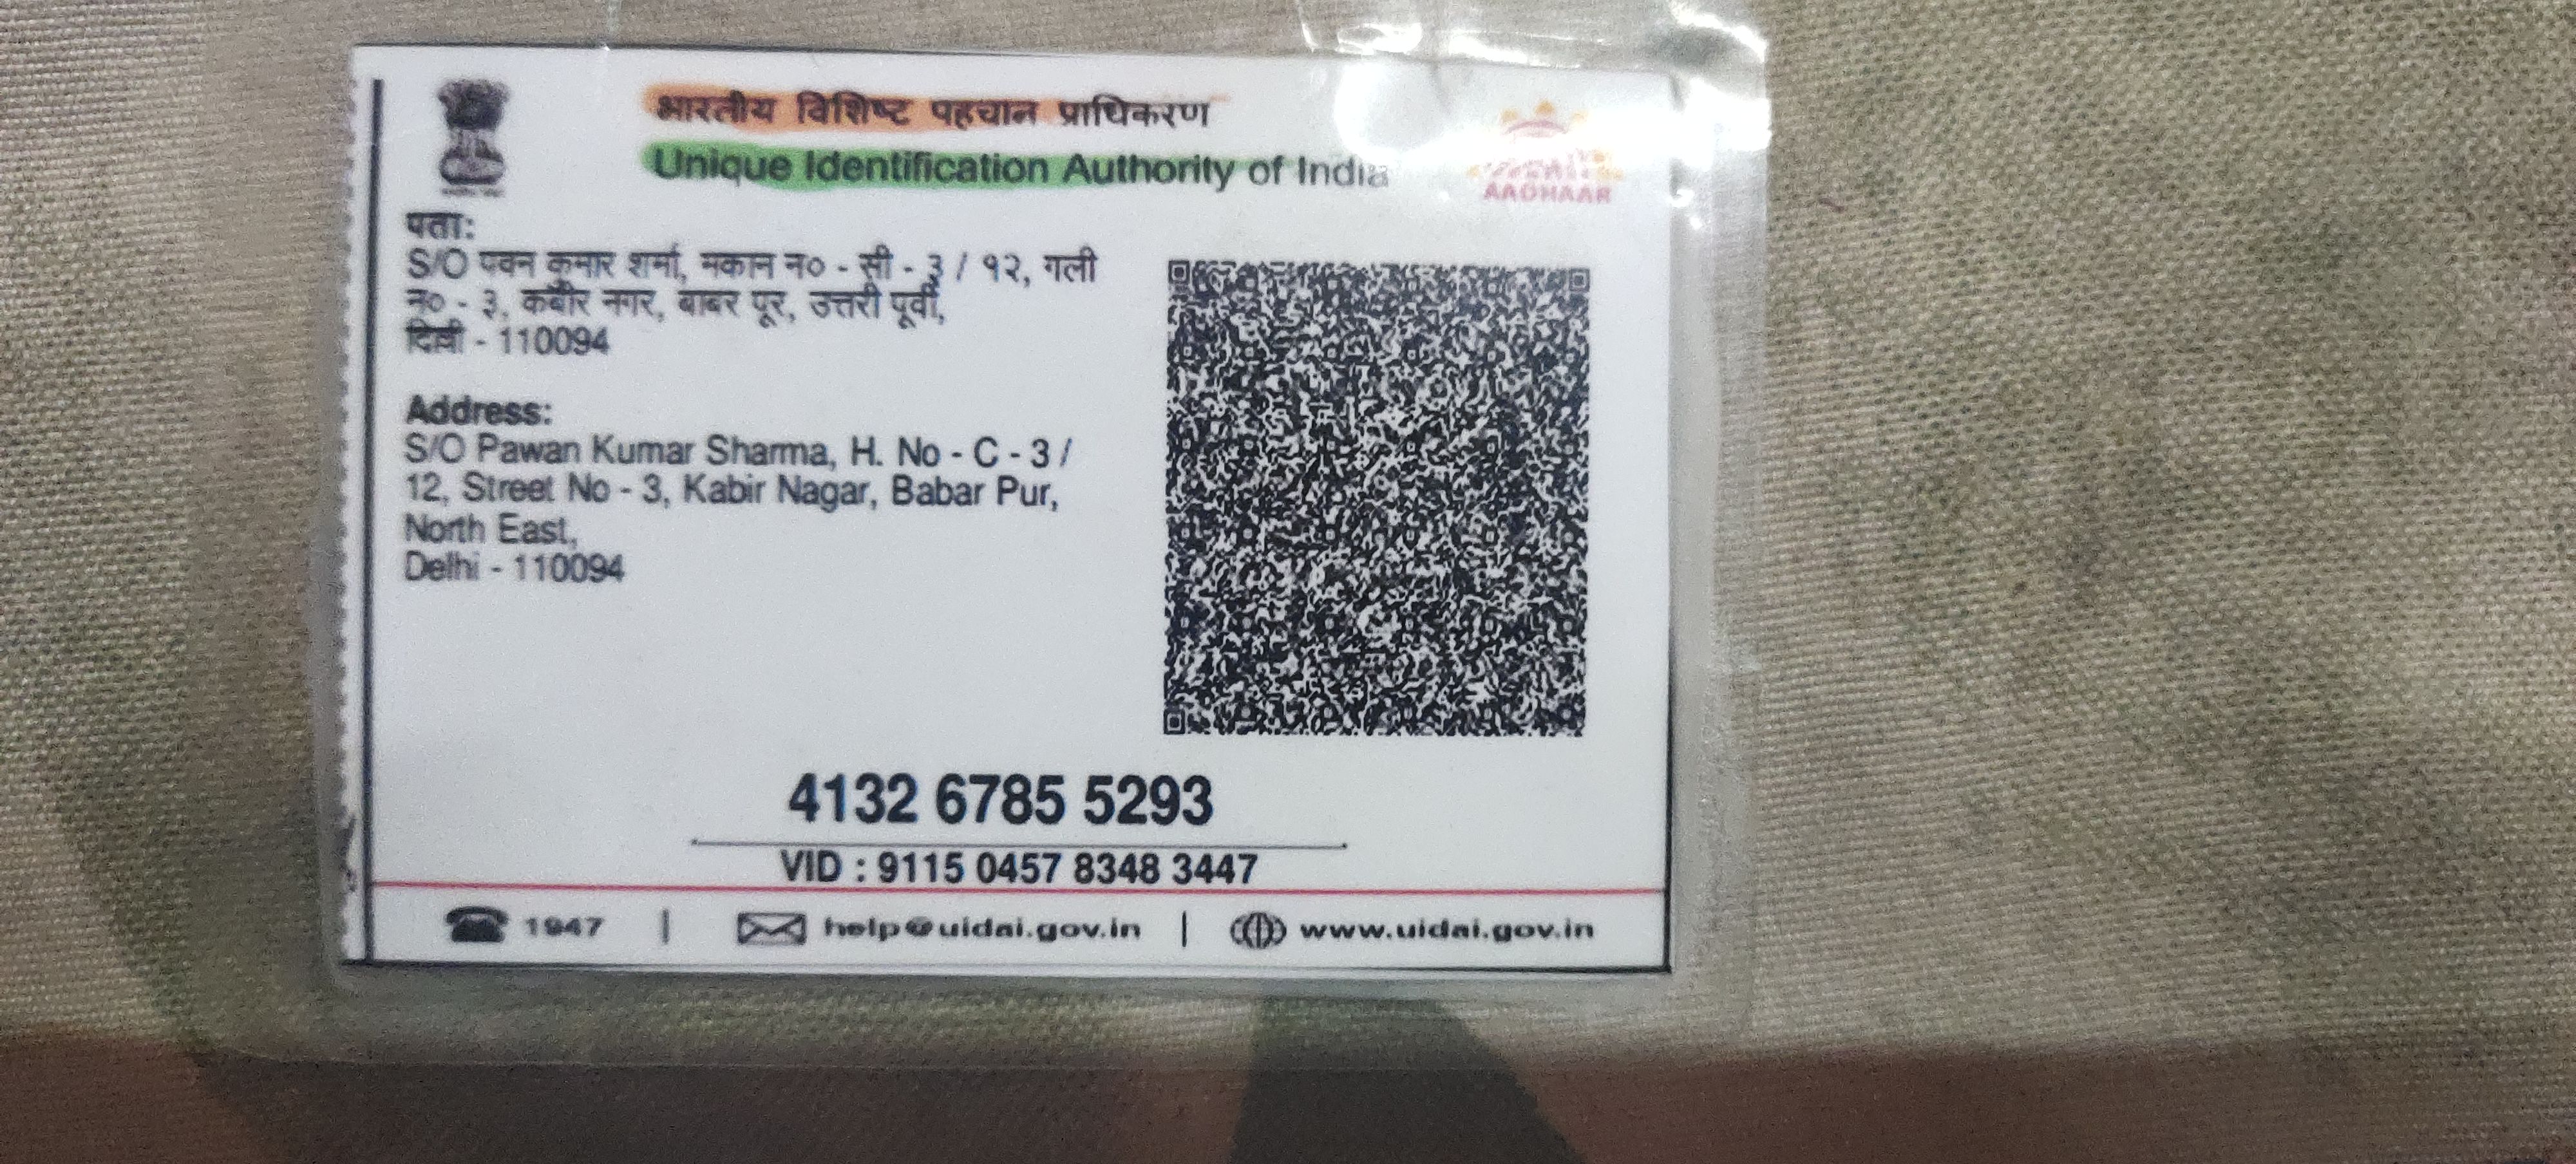 भारतीय विशिष्ट पहचान प्राधिकरण
Unique Identification Authority of India
AADHAAR
पता:
S/O पवन कुमार शर्मा, मकान न० - सी - ३ / १२, गली
न० - ३, कबीर नगर, बाबर पूर, उत्तरी पूर्वी,
दिल्ली - 110094
Address:
S/O Pawan Kumar Sharma, H. No - C - 3 /
12, Street No - 3, Kabir Nagar, Babar Pur,
North East,
Delhi - 110094
4132 6785 5293
VID : 9115 0457 8348 3447
1947 | help@uidai.gov.in | www.uidai.gov.in